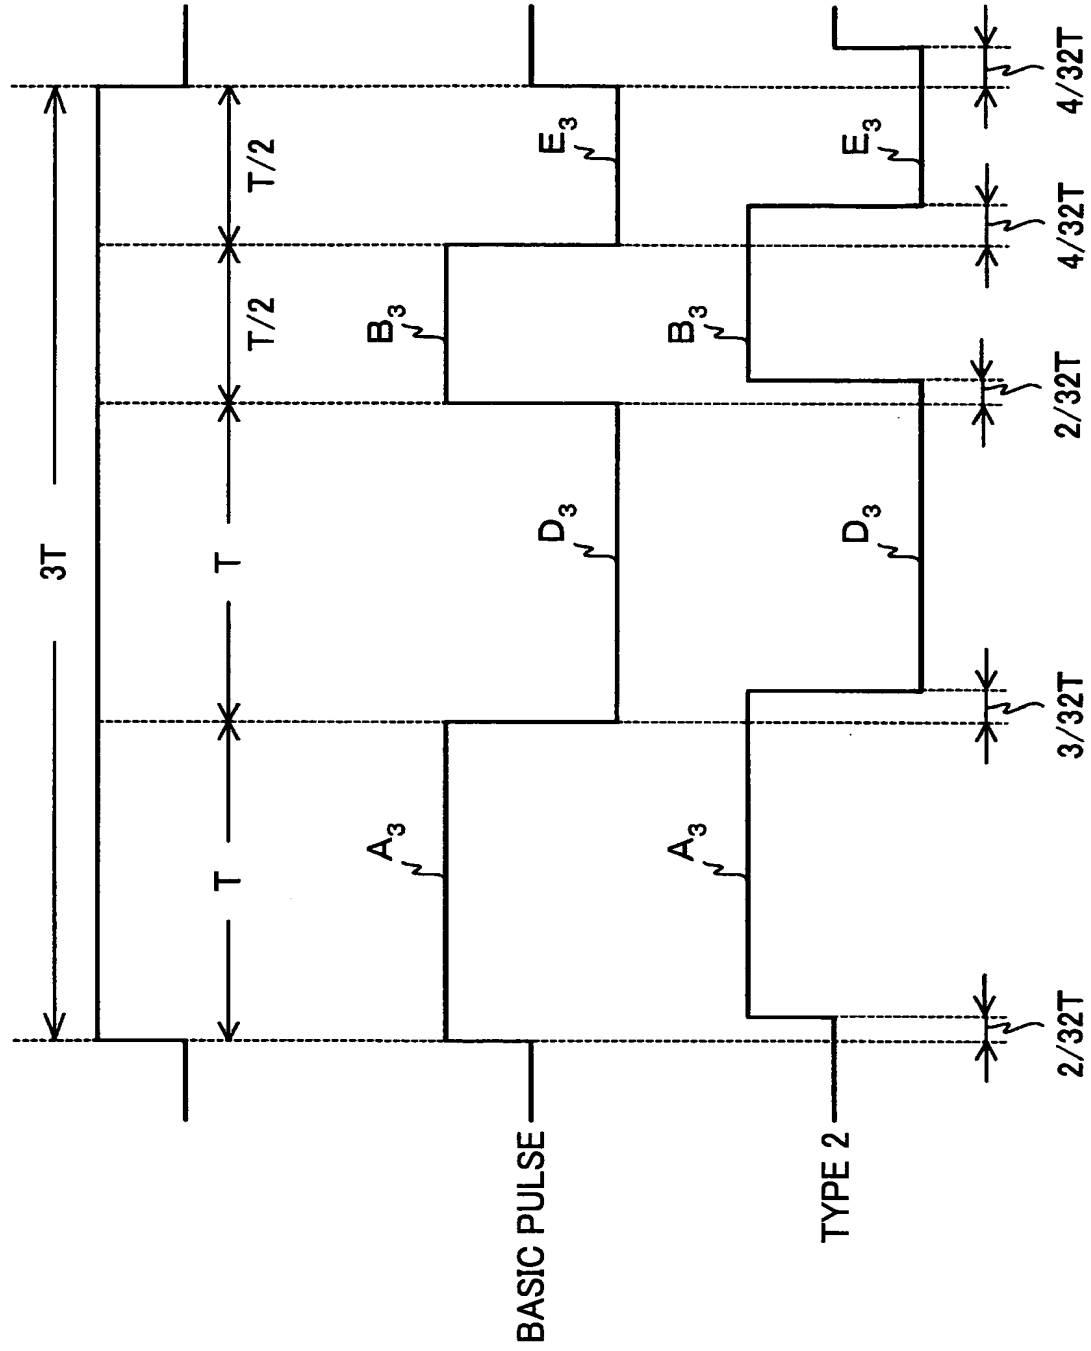 3T
T
T
T/2
T/2
BASIC PULSE
A3
D3
B3
E3
TYPE 2
A3
D3
B3
E3
2/32T
3/32T
2/32T
4/32T
4/32T